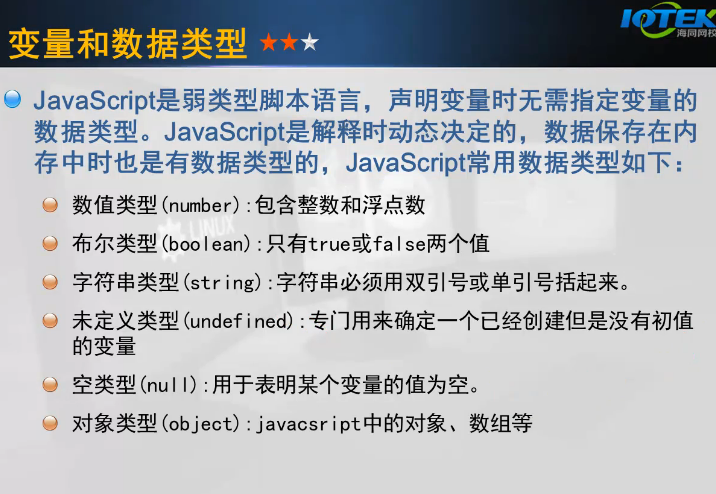 变量和数据类型
IQTEK
海同网校
JavaScript是弱类型脚本语言，声明变量时无需指定变量的
数据类型。JavaScript是解释时动态决定的，数据保存在内
存中时也是有数据类型的，JavaScript常用数据类型如下：
数值类型(number):包含整数和浮点数
布尔类型(boolean):只有true或false两个值
LINUX
字符串类型(string):字符串必须用双引号或单引号括起来。
未定义类型(undefined):专门用来确定一个已经创建但是没有初值
的变量
空类型(null):用于表明某个变量的值为空。
对象类型(object):javacsript中的对象、数组等